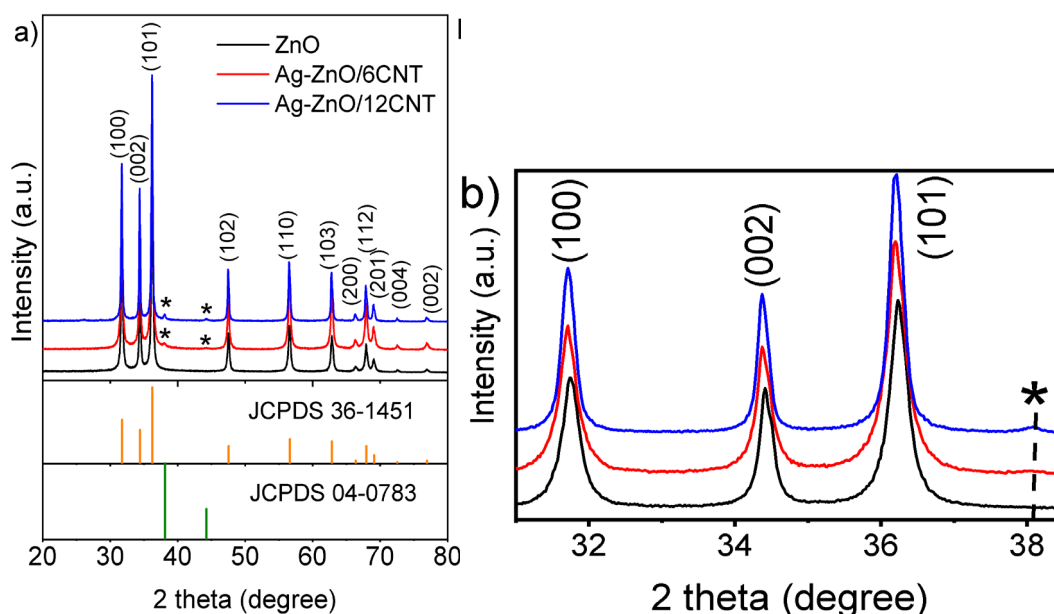 a)
ZnO
Ag-ZnO/6CNT
Ag-ZnO/12CNT
(100)
(002)
(101)
*
*
*
*
(102)
(110)
(103)
(200)
(112)
(201)
(004)
(002)
Intensity (a.u.)
JCPDS 36-1451
JCPDS 04-0783
20 30 40 50 60 70 80
2 theta (degree)
b)
(100)
(002)
(101)
*
Intensity (a.u.)
32 34 36 38
2 theta (degree)